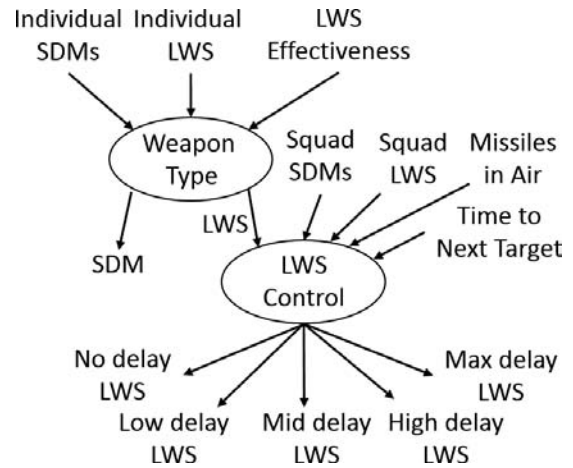 Individual
SDMs
Individual
LWS
LWS
Effectiveness
Weapon
Type
Squad
SDMs
Squad
LWS
Missiles
in Air
Time to
Next Target
LWS
SDM
LWS
Control
No delay
LWS
Low delay
LWS
Mid delay
LWS
High delay
LWS
Max delay
LWS